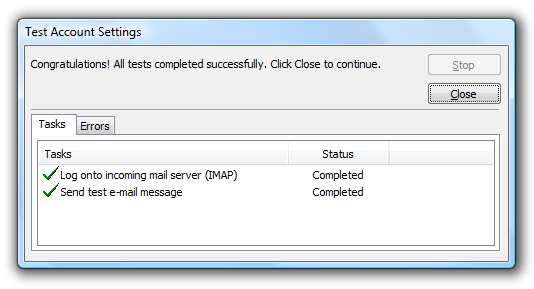 Test Account Settings
Congratulations! All tests completed successfully. Click Close to continue.
Stop
Close
Tasks Errors
Tasks Status
Log onto incoming mail server (IMAP) Completed
Send test e-mail message Completed